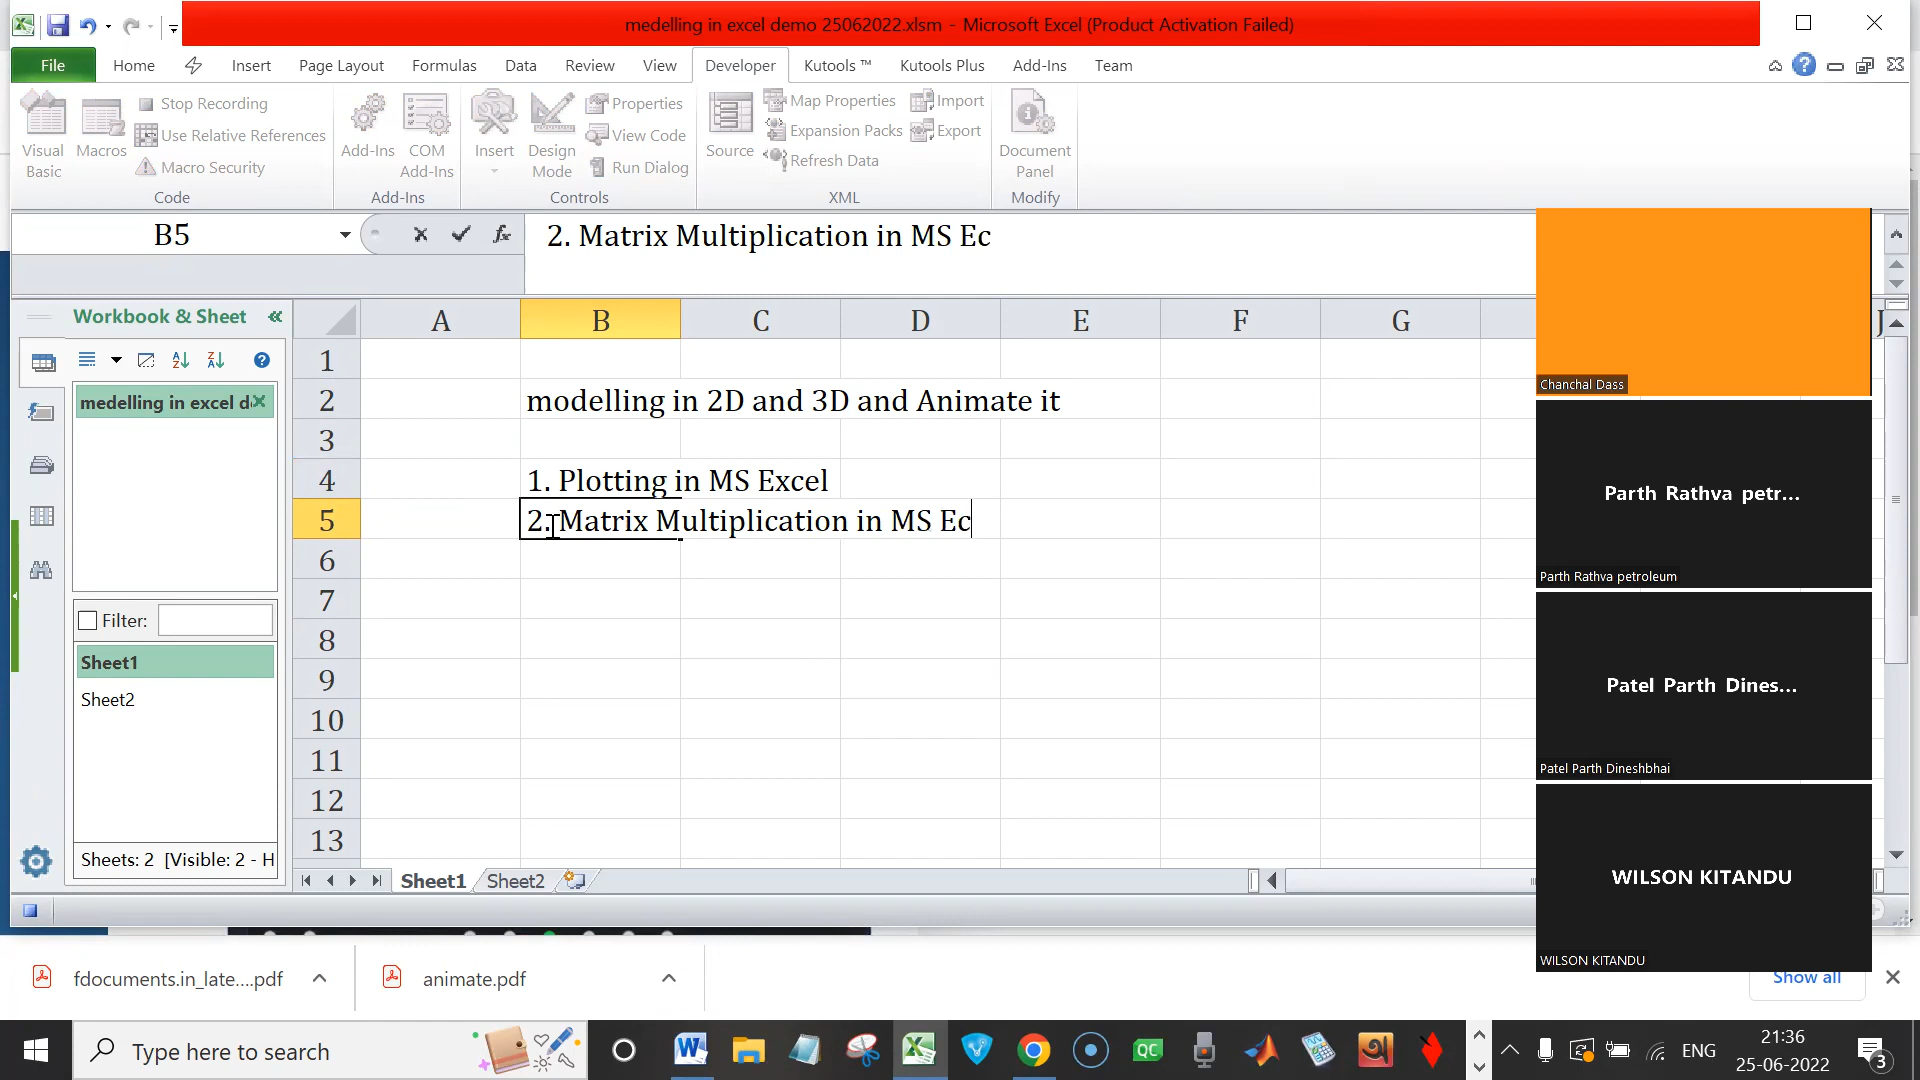 medelling in excel demo 25062022.xlsm - Microsoft Excel (Product Activation Failed)
File Home Insert Page Layout Formulas Data Review View Developer Kutools ™ Kutools Plus Add-Ins Team
Visual Basic
Macros
Stop Recording
Use Relative References
Macro Security
Code
Add-Ins
COM Add-Ins
Add-Ins
Insert
Design Mode
Properties
View Code
Run Dialog
Controls
Source
Map Properties
Expansion Packs
Refresh Data
Import
Export
XML
Document Panel
Modify
B5
fx
2. Matrix Multiplication in MS Ec
Workbook & Sheet
medelling in excel d
Filter:
Sheet1
Sheet2
Sheets: 2 [Visible: 2 - H
A B C D E F G J
1
2 modelling in 2D and 3D and Animate it
3
4 1. Plotting in MS Excel
5 2. Matrix Multiplication in MS Ec
6
7
8
9
10
11
12
13
Sheet1 Sheet2
Chanchal Dass
Parth Rathva petr...
Parth Rathva petroleum
Patel Parth Dines...
Patel Parth Dineshbhai
WILSON KITANDU
WILSON KITANDU
fdocuments.in_late....pdf
animate.pdf
Show all
Type here to search
QC
ENG
21:36
25-06-2022
3